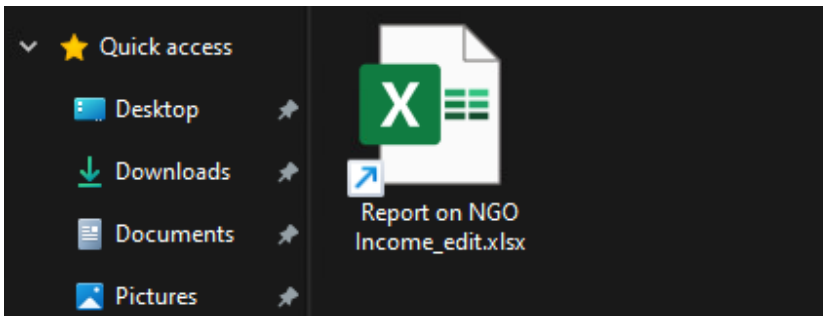 Quick access
Desktop
Downloads
Documents
Pictures
X
Report on NGO
Income_edit.xlsx